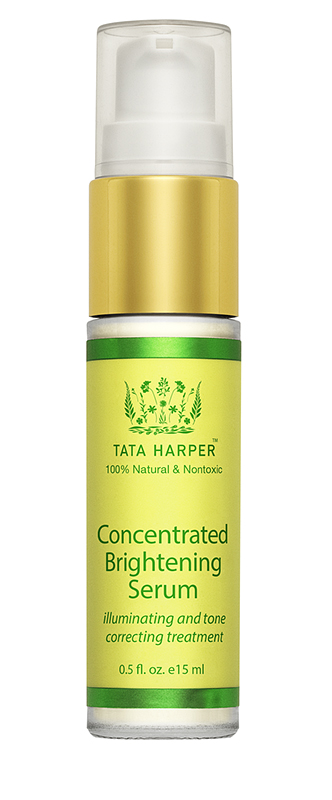 TATA HARPER™
100% Natural & Nontoxic
Concentrated
Brightening
Serum
illuminating and tone
correcting treatment
0.5 fl. oz. e15 ml